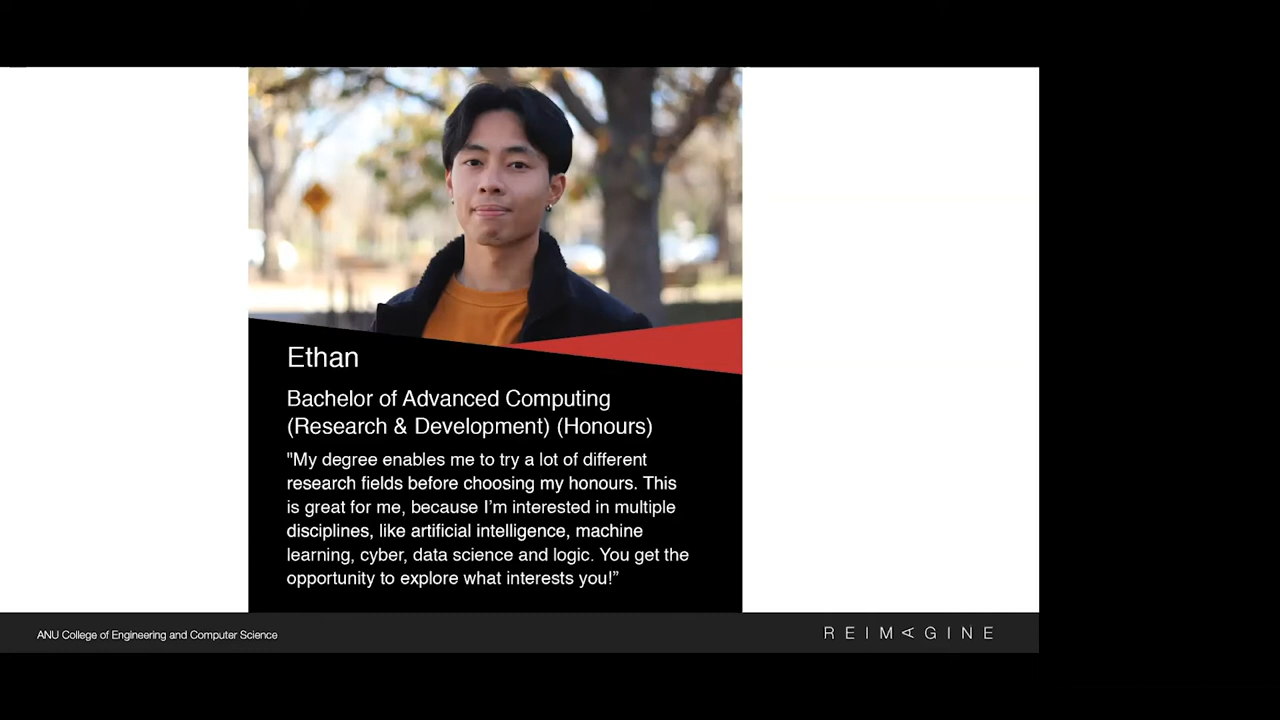 Ethan
Bachelor of Advanced Computing
(Research & Development) (Honours)
"My degree enables me to try a lot of different
research fields before choosing my honours. This
is great for me, because I’m interested in multiple
disciplines, like artificial intelligence, machine
learning, cyber, data science and logic. You get the
opportunity to explore what interests you!”
ANU College of Engineering and Computer Science
REIMAGINE